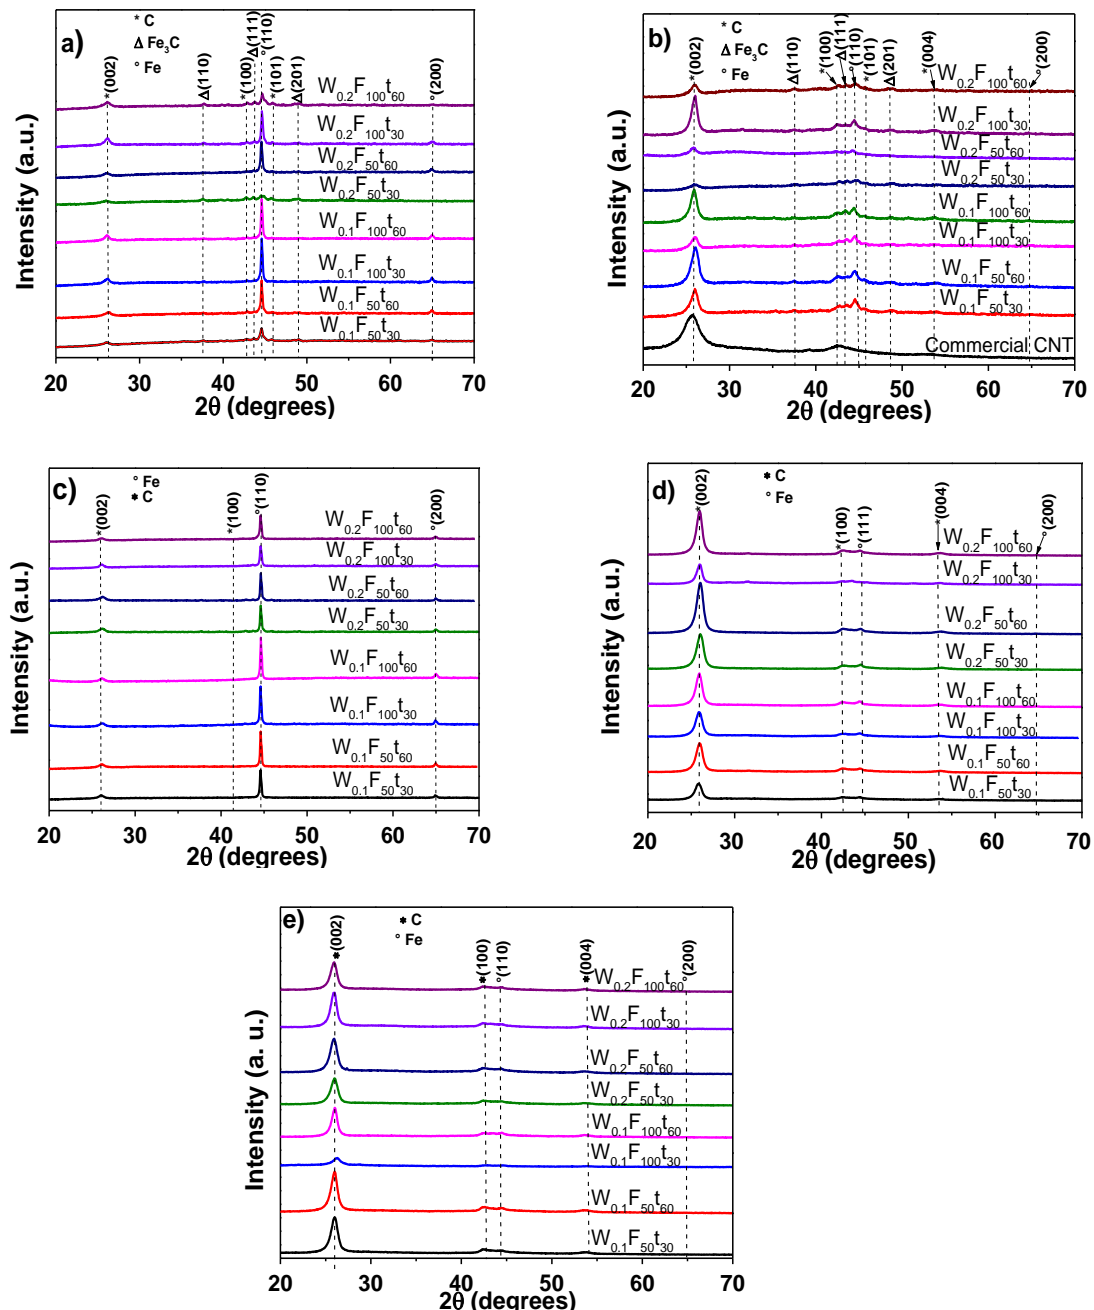 a)
* C
Δ Fe₃C
° Fe
*(002)
Δ(110)
*(100)
Δ(111)
°(110)
*(101)
Δ(201)
°(200)
W₀.₂F₁₀₀t₆₀
W₀.₂F₁₀₀t₃₀
W₀.₂F₅₀t₆₀
W₀.₂F₅₀t₃₀
W₀.₁F₁₀₀t₆₀
W₀.₁F₁₀₀t₃₀
W₀.₁F₅₀t₆₀
W₀.₁F₅₀t₃₀
Intensity (a.u.)
20 30 40 50 60 70
2θ (degrees)
b)
* C
Δ Fe₃C
° Fe
*(002)
Δ(110)
*(100)
Δ(111)
°(110)
*(101)
Δ(201)
*(004)
°(200)
W₀.₂F₁₀₀t₆₀
W₀.₂F₁₀₀t₃₀
W₀.₂F₅₀t₆₀
W₀.₂F₅₀t₃₀
W₀.₁F₁₀₀t₆₀
W₀.₁F₁₀₀t₃₀
W₀.₁F₅₀t₆₀
W₀.₁F₅₀t₃₀
Commercial CNT
Intensity (a.u.)
20 30 40 50 60 70
2θ (degrees)
c)
° Fe
* C
*(002)
*(100)
°(110)
°(200)
W₀.₂F₁₀₀t₆₀
W₀.₂F₁₀₀t₃₀
W₀.₂F₅₀t₆₀
W₀.₂F₅₀t₃₀
W₀.₁F₁₀₀t₆₀
W₀.₁F₁₀₀t₃₀
W₀.₁F₅₀t₆₀
W₀.₁F₅₀t₃₀
Intensity (a.u.)
20 30 40 50 60 70
2θ (degrees)
d)
* C
° Fe
*(002)
*(100)
°(111)
*(004)
°(200)
W₀.₂F₁₀₀t₆₀
W₀.₂F₁₀₀t₃₀
W₀.₂F₅₀t₆₀
W₀.₂F₅₀t₃₀
W₀.₁F₁₀₀t₆₀
W₀.₁F₁₀₀t₃₀
W₀.₁F₅₀t₆₀
W₀.₁F₅₀t₃₀
Intensity (a.u.)
20 30 40 50 60 70
2θ (degrees)
e)
* C
° Fe
*(002)
*(100)
°(110)
*(004)
°(200)
W₀.₂F₁₀₀t₆₀
W₀.₂F₁₀₀t₃₀
W₀.₂F₅₀t₆₀
W₀.₂F₅₀t₃₀
W₀.₁F₁₀₀t₆₀
W₀.₁F₁₀₀t₃₀
W₀.₁F₅₀t₆₀
W₀.₁F₅₀t₃₀
Intensity (a. u.)
20 30 40 50 60 70
2θ (degrees)